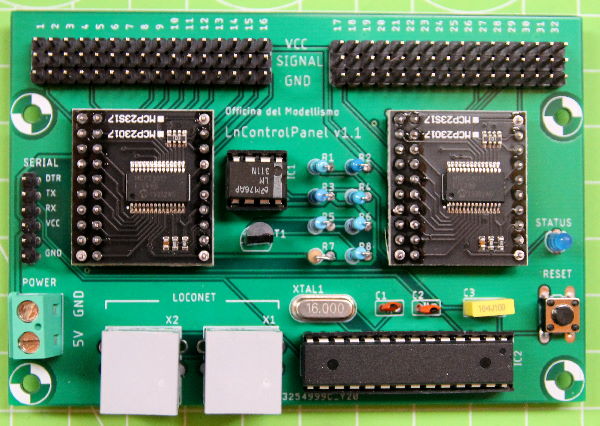 1 2 3 4 5 6 7 8 9 10 11 12 13 14 15 16
17 18 19 20 21 22 23 24 25 26 27 28 29 30 31 32
VCC
SIGNAL
GND
Officina del Modellismo
LnControlPanel v1.1
MCP23S17
MCP23017
MCP23S17
MCP23017
SERIAL
DTR
TX
RX
VCC
GND
IC1
LM
311N
T1
R1 R2
R3 R4
R5 R6
R7 R8
STATUS
RESET
POWER
5V GND
LOCONET
X2 X1
XTAL1
16.000
C1 C2 C3
104J100
IC2